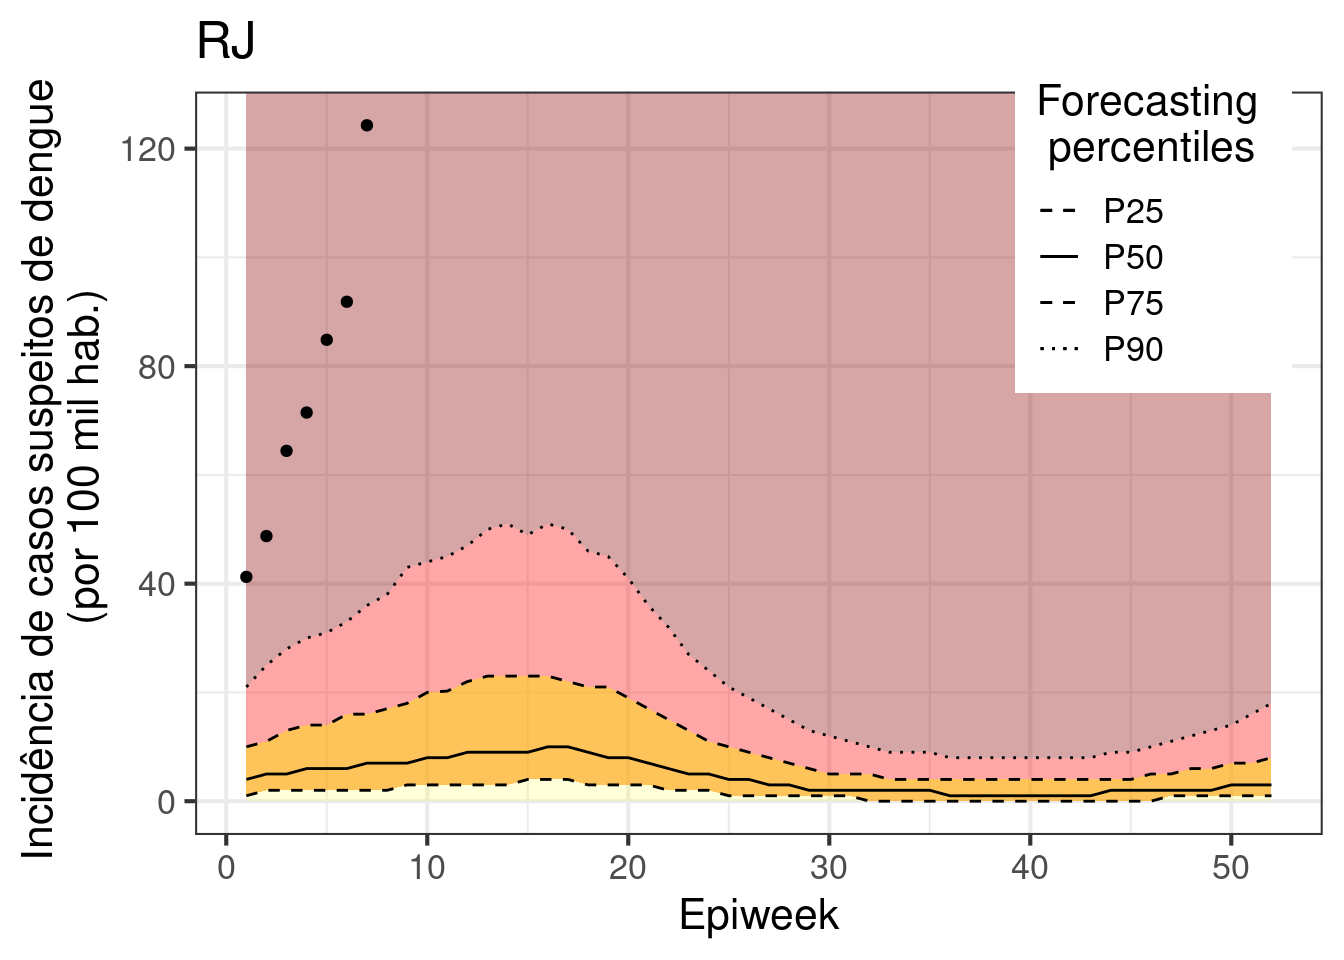 RJ
Incidência de casos suspeitos de dengue
(por 100 mil hab.)
120
80
40
0
Forecasting
percentiles
P25
P50
P75
P90
0 10 20 30 40 50
Epiweek